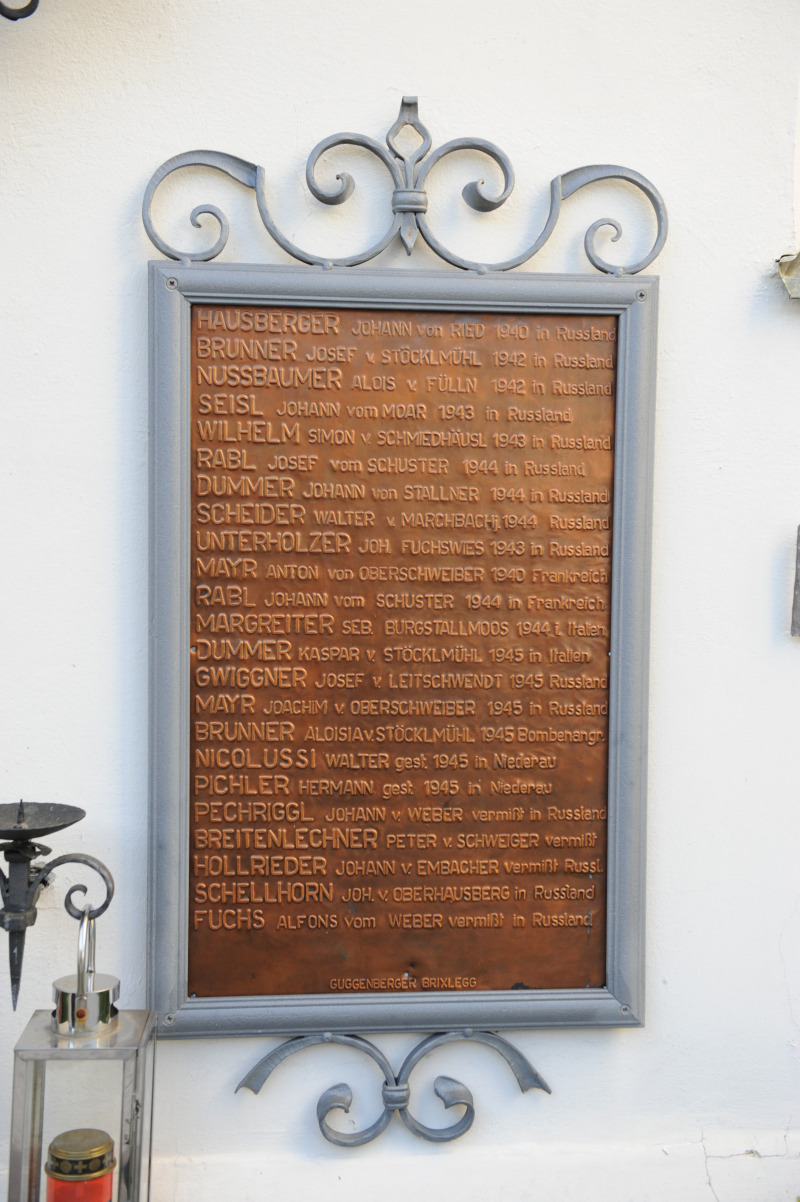 HAUSBERGER JOHANN von RIED 1940 in Russland
BRUNNER JOSEF v. STÖCKLMÜHL 1942 in Russland
NUSSBAUMER ALOIS v. FÜLLN 1942 in Russland
SEISL JOHANN vom MOAR 1943 in Russland
WILHELM SIMON v. SCHMIEDHÄUSL 1943 in Russland
RABL JOSEF vom SCHUSTER 1944 in Russland
DUMMER JOHANN von STALLNER 1944 in Russland
SCHEIDER WALTER v. MARCHBACHJ. 1944 Russland
UNTERHOLZER JOH. FUCHSWIES 1943 in Russland
MAYR ANTON von OBERSCHWEIBER 1940 Frankreich
RABL JOHANN vom SCHUSTER 1944 in Frankreich
MARGREITER SEB. BURGSTALLMOOS 1944 i. Italien
DUMMER KASPAR v. STÖCKLMÜHL 1945 in Italien
GWIGGNER JOSEF v. LEITSCHWENDT 1945 Russland
MAYR JOACHIM v. OBERSCHWEIBER 1945 in Russland
BRUNNER ALOISIA v. STÖCKLMÜHL 1945 Bombenangr.
NICOLUSSI WALTER gest. 1945 in Niederau
PICHLER HERMANN gest. 1945 in Niederau
PECHRIGGL JOHANN v. WEBER vermißt in Russland
BREITENLECHNER PETER v. SCHWEIGER vermißt
HOLLRIEDER JOHANN v. EMBACHER vermißt Russl.
SCHELLHORN JOH. v. OBERHAUSBERG in Russland
FUCHS ALFONS vom WEBER vermißt in Russland
GUGGENBERGER BRIXLEGG